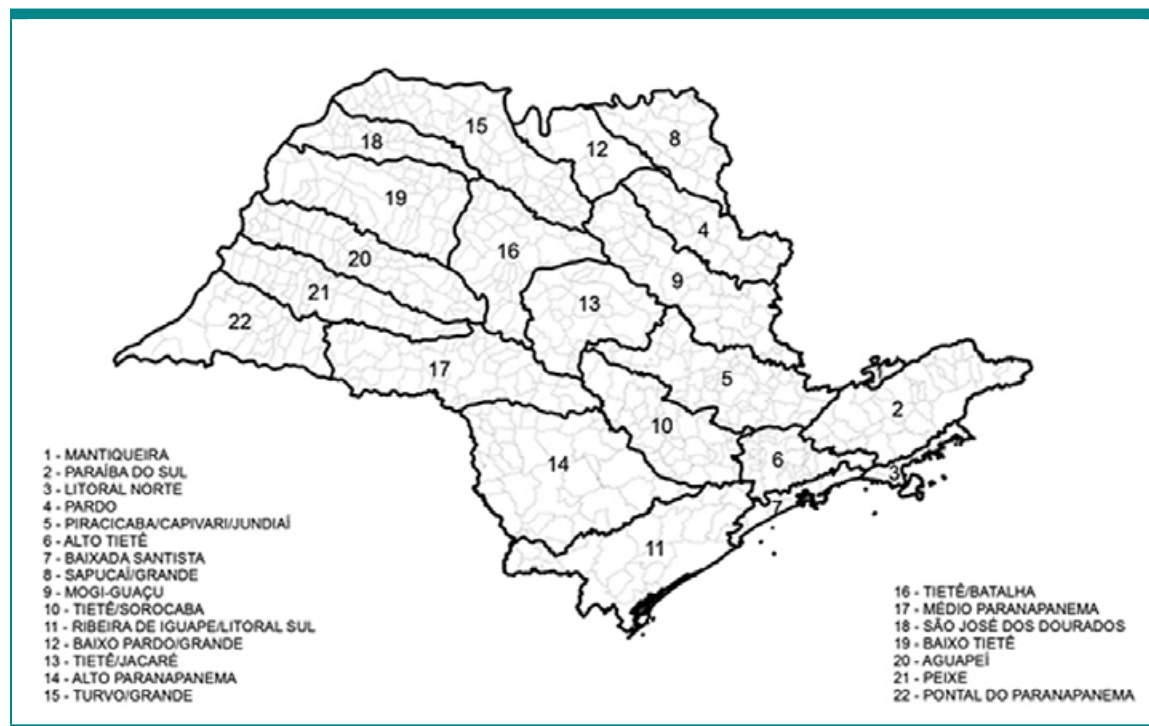 15
8
12
18
19
4
16
20
9
13
21
22
1
17
5
2
10
6
14
3
7
11
1 - MANTIQUEIRA
2 - PARAÍBA DO SUL
3 - LITORAL NORTE
4 - PARDO
5 - PIRACICABA/CAPIVARI/JUNDIAÍ
6 - ALTO TIETÊ
7 - BAIXADA SANTISTA
8 - SAPUCAÍ/GRANDE
9 - MOGI-GUAÇU
10 - TIETÊ/SOROCABA
11 - RIBEIRA DE IGUAPE/LITORAL SUL
12 - BAIXO PARDO/GRANDE
13 - TIETÊ/JACARÉ
14 - ALTO PARANAPANEMA
15 - TURVO/GRANDE
16 - TIETÊ/BATALHA
17 - MÉDIO PARANAPANEMA
18 - SÃO JOSÉ DOS DOURADOS
19 - BAIXO TIETÊ
20 - AGUAPEÍ
21 - PEIXE
22 - PONTAL DO PARANAPANEMA